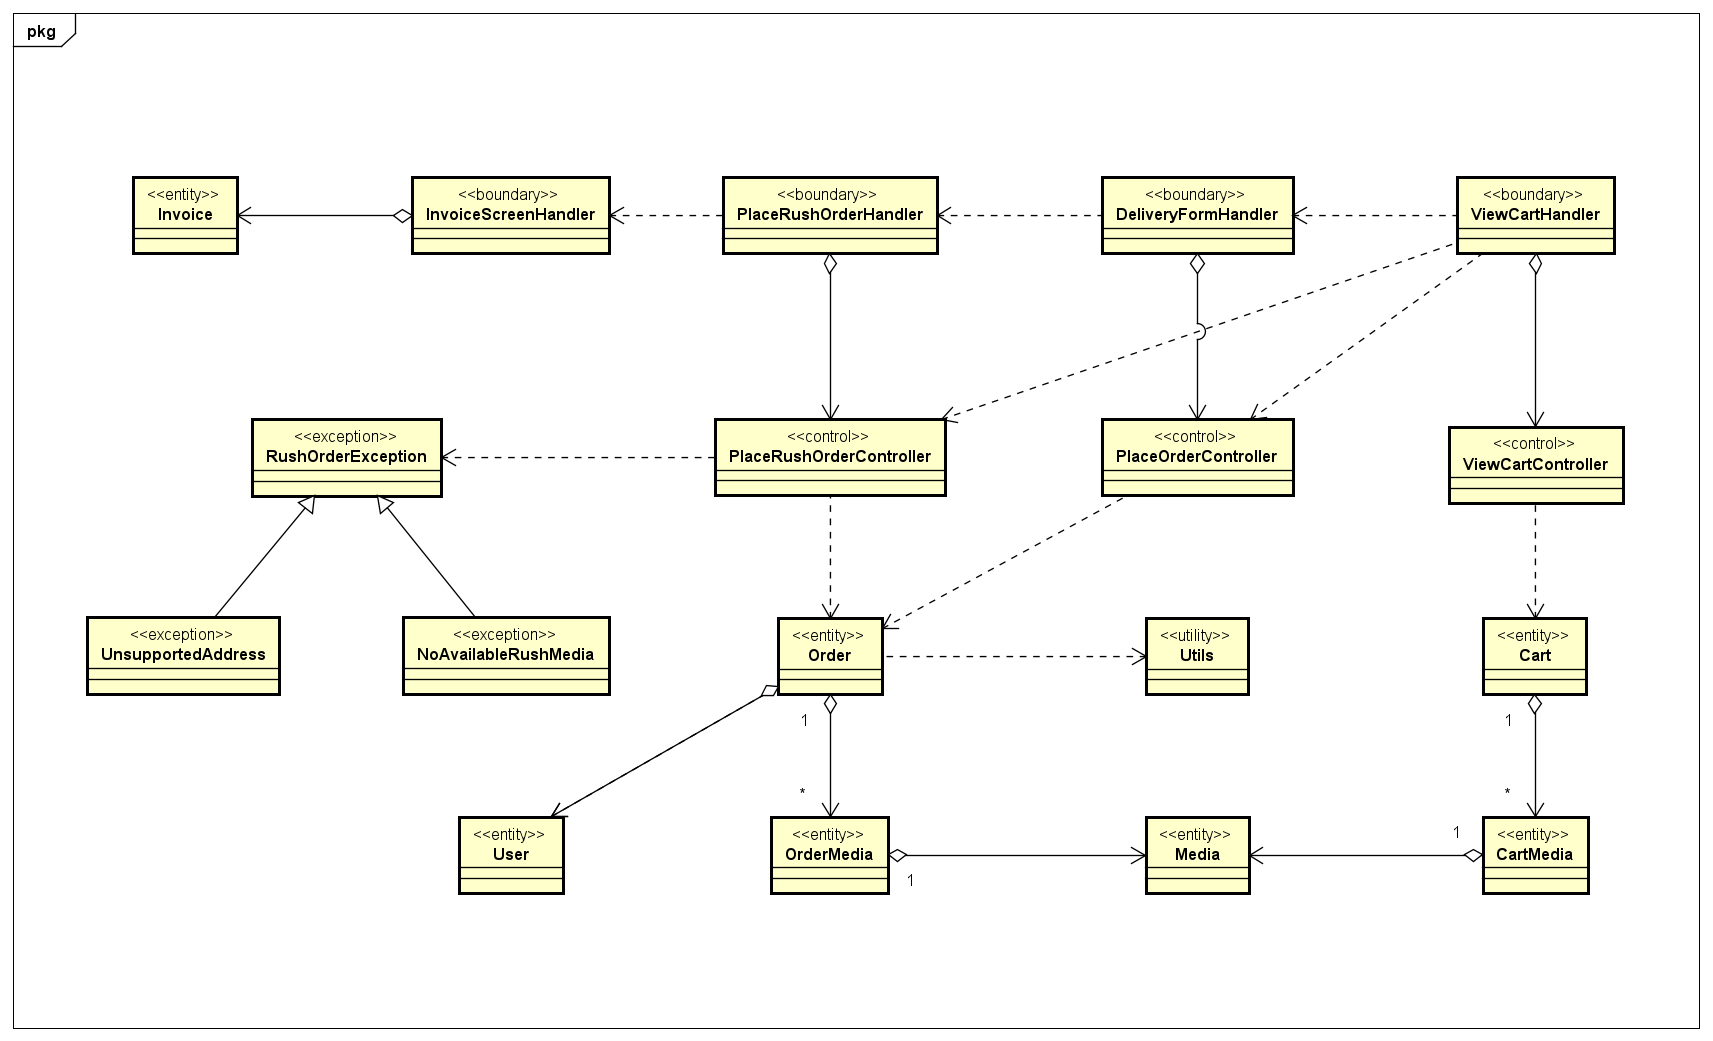 pkg
<<entity>>
Invoice
<<boundary>>
InvoiceScreenHandler
<<boundary>>
PlaceRushOrderHandler
<<boundary>>
DeliveryFormHandler
<<boundary>>
ViewCartHandler
<<exception>>
RushOrderException
<<control>>
PlaceRushOrderController
<<control>>
PlaceOrderController
<<control>>
ViewCartController
<<exception>>
UnsupportedAddress
<<exception>>
NoAvailableRushMedia
<<entity>>
Order
<<utility>>
Utils
<<entity>>
Cart
1
1
*
*
<<entity>>
User
<<entity>>
OrderMedia
1
<<entity>>
Media
1
<<entity>>
CartMedia